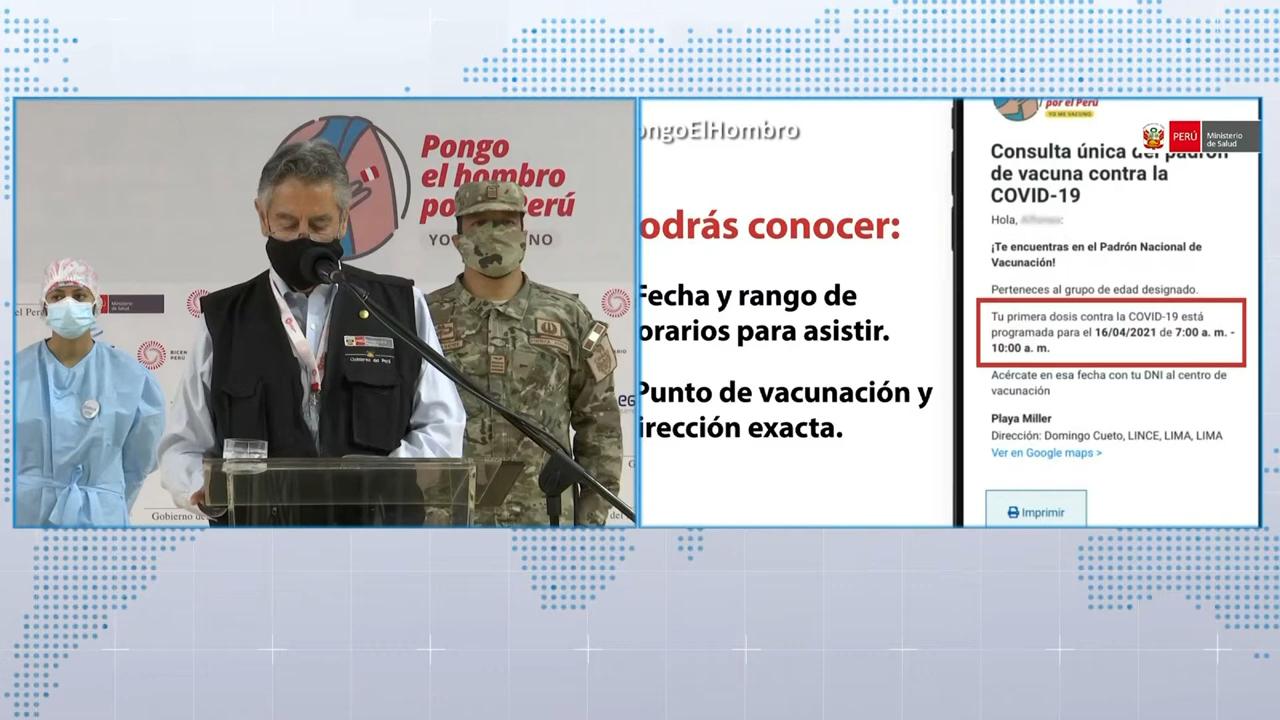 Pongo
el hombro
por el Perú
Ministerio
de Salud
BICEN
PERÚ
Gobierno del Perú
Gobierno de
ongoElHombro
odrás conocer:
Fecha y rango de
orarios para asistir.
Punto de vacunación y
irección exacta.
por el Perú
YO ME VACUNO
PERÚ
Ministerio
de Salud
Consulta única del padrón
de vacuna contra la
COVID-19
Hola,
¡Te encuentras en el Padrón Nacional de
Vacunación!
Perteneces al grupo de edad designado.
Tu primera dosis contra la COVID-19 está
programada para el 16/04/2021 de 7:00 a. m. -
10:00 a. m.
Acércate en esa fecha con tu DNI al centro de
vacunación
Playa Miller
Dirección: Domingo Cueto, LINCE, LIMA, LIMA
Ver en Google maps >
Imprimir